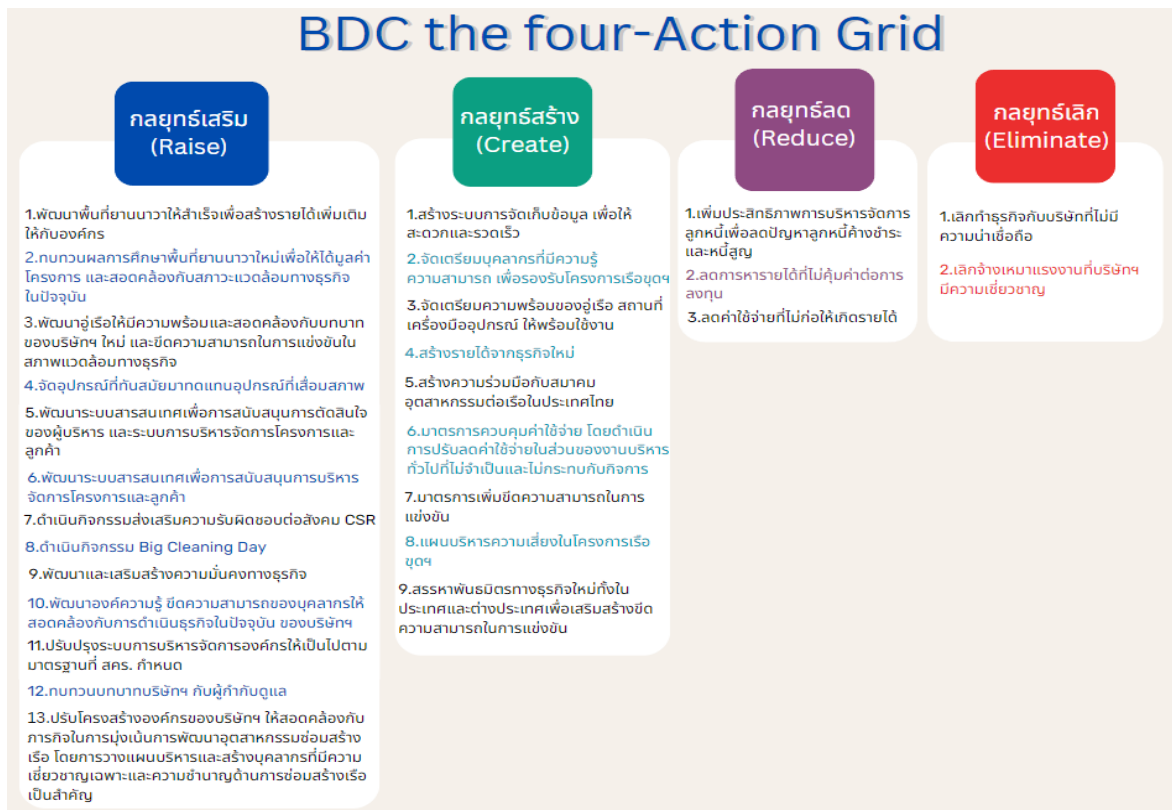 BDC the four-Action Grid
กลยุทธ์เสริม
(Raise)
1.พัฒนาพื้นที่ยานนาวาให้สำเร็จเพื่อสร้างรายได้เพิ่มเติม
ให้กับองค์กร
2.ทบทวนผลการศึกษาพื้นที่ยานนาวาใหม่เพื่อให้ได้มูลค่า
โครงการ และสอดคล้องกับสภาวะแวดล้อมทางธุรกิจ
ในปัจจุบัน
3.พัฒนาอู่เรือให้มีความพร้อมและสอดคล้องกับบทบาท
ของบริษัทฯ ใหม่ และขีดความสามารถในการแข่งขันใน
สภาพแวดล้อมทางธุรกิจ
4.จัดอุปกรณ์ที่ทันสมัยมาทดแทนอุปกรณ์ที่เสื่อมสภาพ
5.พัฒนาระบบสารสนเทศเพื่อการสนับสนุนการตัดสินใจ
ของผู้บริหาร และระบบการบริหารจัดการโครงการและ
ลูกค้า
6.พัฒนาระบบสารสนเทศเพื่อการสนับสนุนการบริหาร
จัดการโครงการและลูกค้า
7.ดำเนินกิจกรรมส่งเสริมความรับผิดชอบต่อสังคม CSR
8.ดำเนินกิจกรรม Big Cleaning Day
9.พัฒนาและเสริมสร้างความมั่นคงทางธุรกิจ
10.พัฒนาองค์ความรู้ ขีดความสามารถของบุคลากรให้
สอดคล้องกับการดำเนินธุรกิจในปัจจุบัน ของบริษัทฯ
11.ปรับปรุงระบบการบริหารจัดการองค์กรให้เป็นไปตาม
มาตรฐานที่ สคร. กำหนด
12.ทบทวนบทบาทบริษัทฯ กับผู้กำกับดูแล
13.ปรับโครงสร้างองค์กรของบริษัทฯ ให้สอดคล้องกับ
ภารกิจในการมุ่งเน้นการพัฒนาอุตสาหกรรมซ่อมสร้าง
เรือ โดยการวางแผนบริหารและสร้างบุคลากรที่มีความ
เชี่ยวชาญเฉพาะและความชำนาญด้านการซ่อมสร้างเรือ
เป็นสำคัญ
กลยุทธ์สร้าง
(Create)
1.สร้างระบบการจัดเก็บข้อมูล เพื่อให้
สะดวกและรวดเร็ว
2.จัดเตรียมบุคลากรที่มีความรู้
ความสามารถ เพื่อรองรับโครงการเรือขุดฯ
3.จัดเตรียมความพร้อมของอู่เรือ สถานที่
เครื่องมืออุปกรณ์ ให้พร้อมใช้งาน
4.สร้างรายได้จากธุรกิจใหม่
5.สร้างความร่วมมือกับสมาคม
อุตสาหกรรมต่อเรือในประเทศไทย
6.มาตรการควบคุมค่าใช้จ่าย โดยดำเนิน
การปรับลดค่าใช้จ่ายในส่วนของงานบริหาร
ทั่วไปที่ไม่จำเป็นและไม่กระทบกับกิจการ
7.มาตรการเพิ่มขีดความสามารถในการ
แข่งขัน
8.แผนบริหารความเสี่ยงในโครงการเรือ
ขุดฯ
9.สรรหาพันธมิตรทางธุรกิจใหม่ทั้งใน
ประเทศและต่างประเทศเพื่อเสริมสร้างขีด
ความสามารถในการแข่งขัน
กลยุทธ์ลด
(Reduce)
1.เพิ่มประสิทธิภาพการบริหารจัดการ
ลูกหนี้เพื่อลดปัญหาลูกหนี้ค้างชำระ
และหนี้สูญ
2.ลดการหารายได้ที่ไม่คุ้มค่าต่อการ
ลงทุน
3.ลดค่าใช้จ่ายที่ไม่ก่อให้เกิดรายได้
กลยุทธ์เลิก
(Eliminate)
1.เลิกทำธุรกิจกับบริษัทที่ไม่มี
ความน่าเชื่อถือ
2.เลิกจ้างเหมาแรงงานที่บริษัทฯ
มีความเชี่ยวชาญ